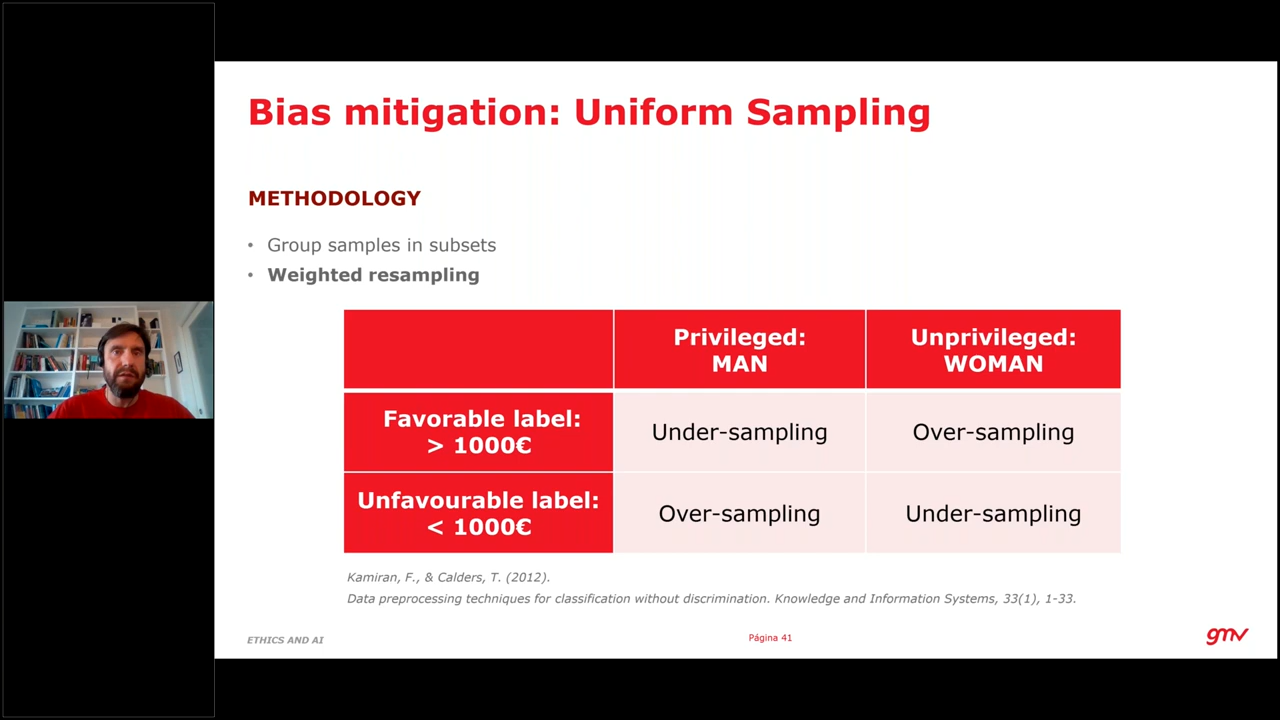 Bias mitigation: Uniform Sampling
METHODOLOGY
• Group samples in subsets
• Weighted resampling
Privileged:
MAN
Unprivileged:
WOMAN
Favorable label:
> 1000€
Under-sampling
Over-sampling
Unfavourable label:
< 1000€
Over-sampling
Under-sampling
Kamiran, F., & Calders, T. (2012).
Data preprocessing techniques for classification without discrimination. Knowledge and Information Systems, 33(1), 1-33.
ETHICS AND AI
Página 41
gmv